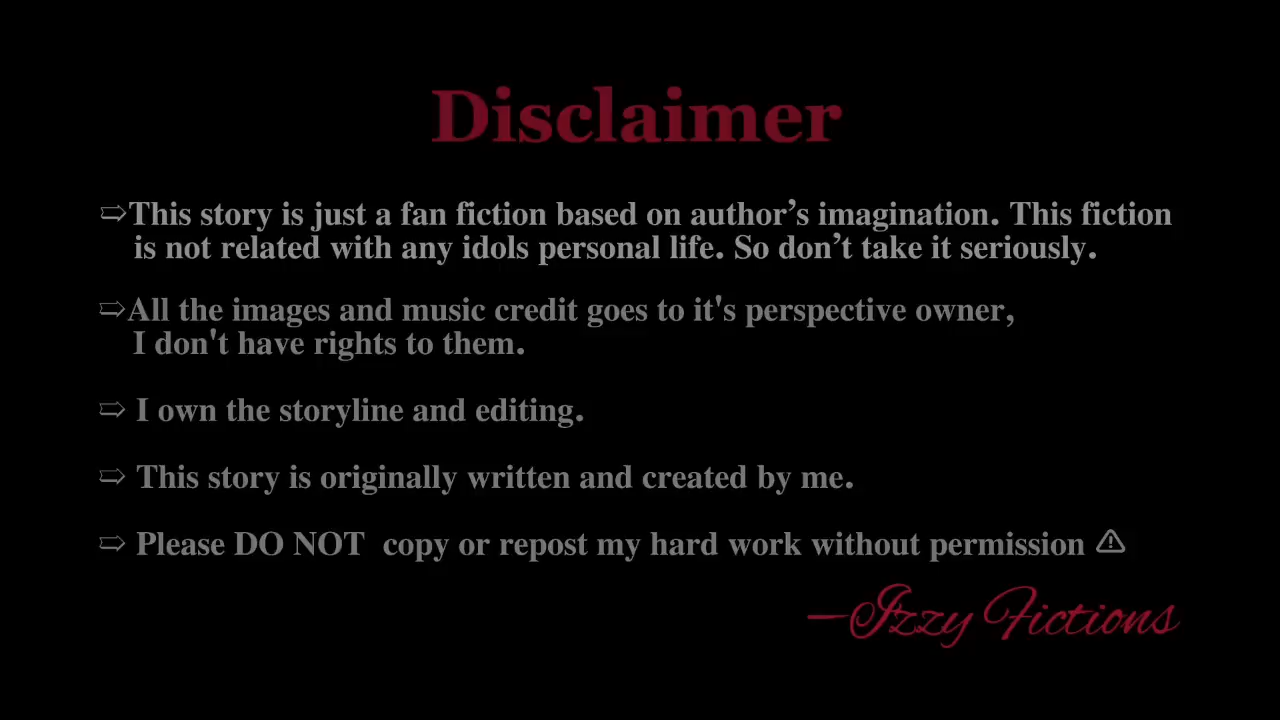 Disclaimer
➯This story is just a fan fiction based on author’s imagination. This fiction
is not related with any idols personal life. So don’t take it seriously.
➯All the images and music credit goes to it's perspective owner,
I don't have rights to them.
➯ I own the storyline and editing.
➯ This story is originally written and created by me.
➯ Please DO NOT  copy or repost my hard work without permission ⚠
—Izzy Fictions